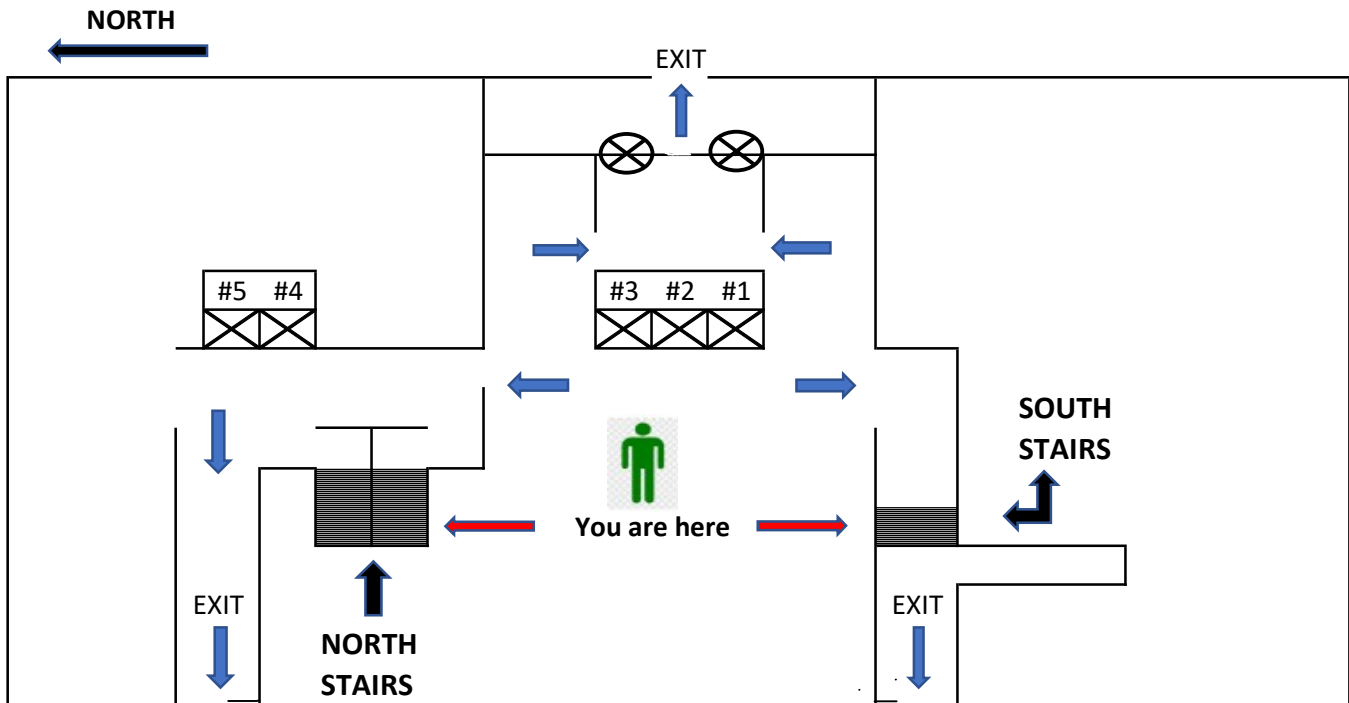 NORTH
EXIT
#5 #4
#3 #2 #1
SOUTH
STAIRS
You are here
EXIT
EXIT
NORTH
STAIRS